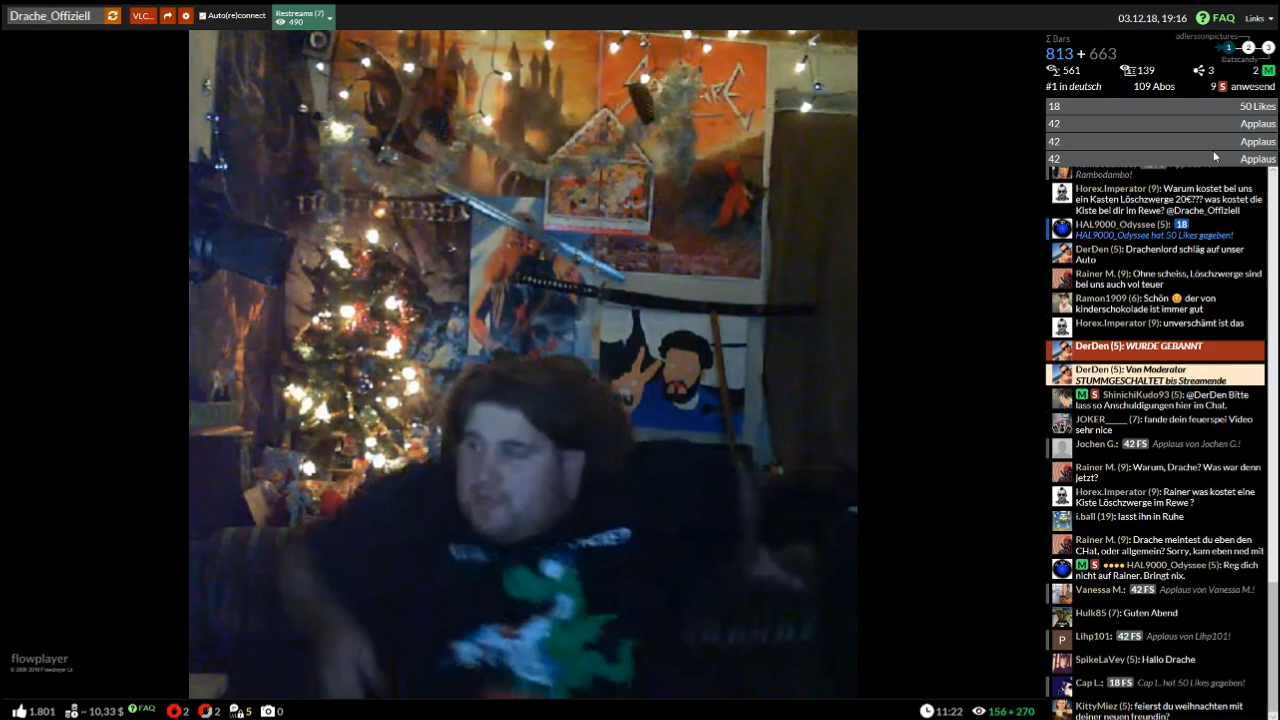 Drache_Offiziell
VLC...
Auto(re)connect
Restreams (7)
490
03.12.18, 19:16
FAQ
Links
Σ Bars
adlerssonpictures
813 + 663
1 2 3
Batscandy
561
139
3
2 M
#1 in deutsch
109 Abos
9 S anwesend
18 50 Likes
42 Applaus
42 Applaus
42 Applaus
Rambodambo!
Horex.Imperator (9): Warum kostet bei uns
ein Kasten Löschzwerge 20€??? was kostet die
Kiste bei dir im Rewe? @Drache_Offiziell
HAL9000_Odyssee (5): 18
HAL9000_Odyssee hat 50 Likes gegeben!
DerDen (5): Drachenlord schläg auf unser
Auto
Rainer M. (9): Ohne scheiss, Löschzwerge sind
bei uns auch vol teuer
Ramon1909 (6): Schön 😊 der von
kinderschokolade ist immer gut
Horex.Imperator (9): unverschämt ist das
DerDen (5): WURDE GEBANNT
DerDen (5): Von Moderator
STUMMGESCHALTET bis Streamende
M S ShinichiKudo93 (5): @DerDen Bitte
lass so Anschuldigungen hier im Chat.
JOKER_____ (7): fande dein feuerspei Video
sehr nice
Jochen G.: 42 FS Applaus von Jochen G.!
Rainer M. (9): Warum, Drache? Was war denn
jetzt?
Horex.Imperator (9): Rainer was kostet eine
Kiste Löschzwerge im Rewe ?
i.ball (19): lasst ihn in Ruhe
Rainer M. (9): Drache meintest du eben den
CHat, oder allgemein? Sorry, kam eben ned mit
M S HAL9000_Odyssee (5): Reg dich
nicht auf Rainer. Bringt nix.
Vanessa M.: 42 FS Applaus von Vanessa M.!
Hulk85 (7): Guten Abend
P
Lihp101: 42 FS Applaus von Lihp101!
SpikeLaVey (5): Hallo Drache
Cap L.: 18 FS Cap L. hat 50 Likes gegeben!
KittyMiez (5): feierst du weihnachten mit
deiner neuen freundin?
flowplayer
1.801
~ 10,33 $
FAQ
2
2
5
0
11:22
156 + 270